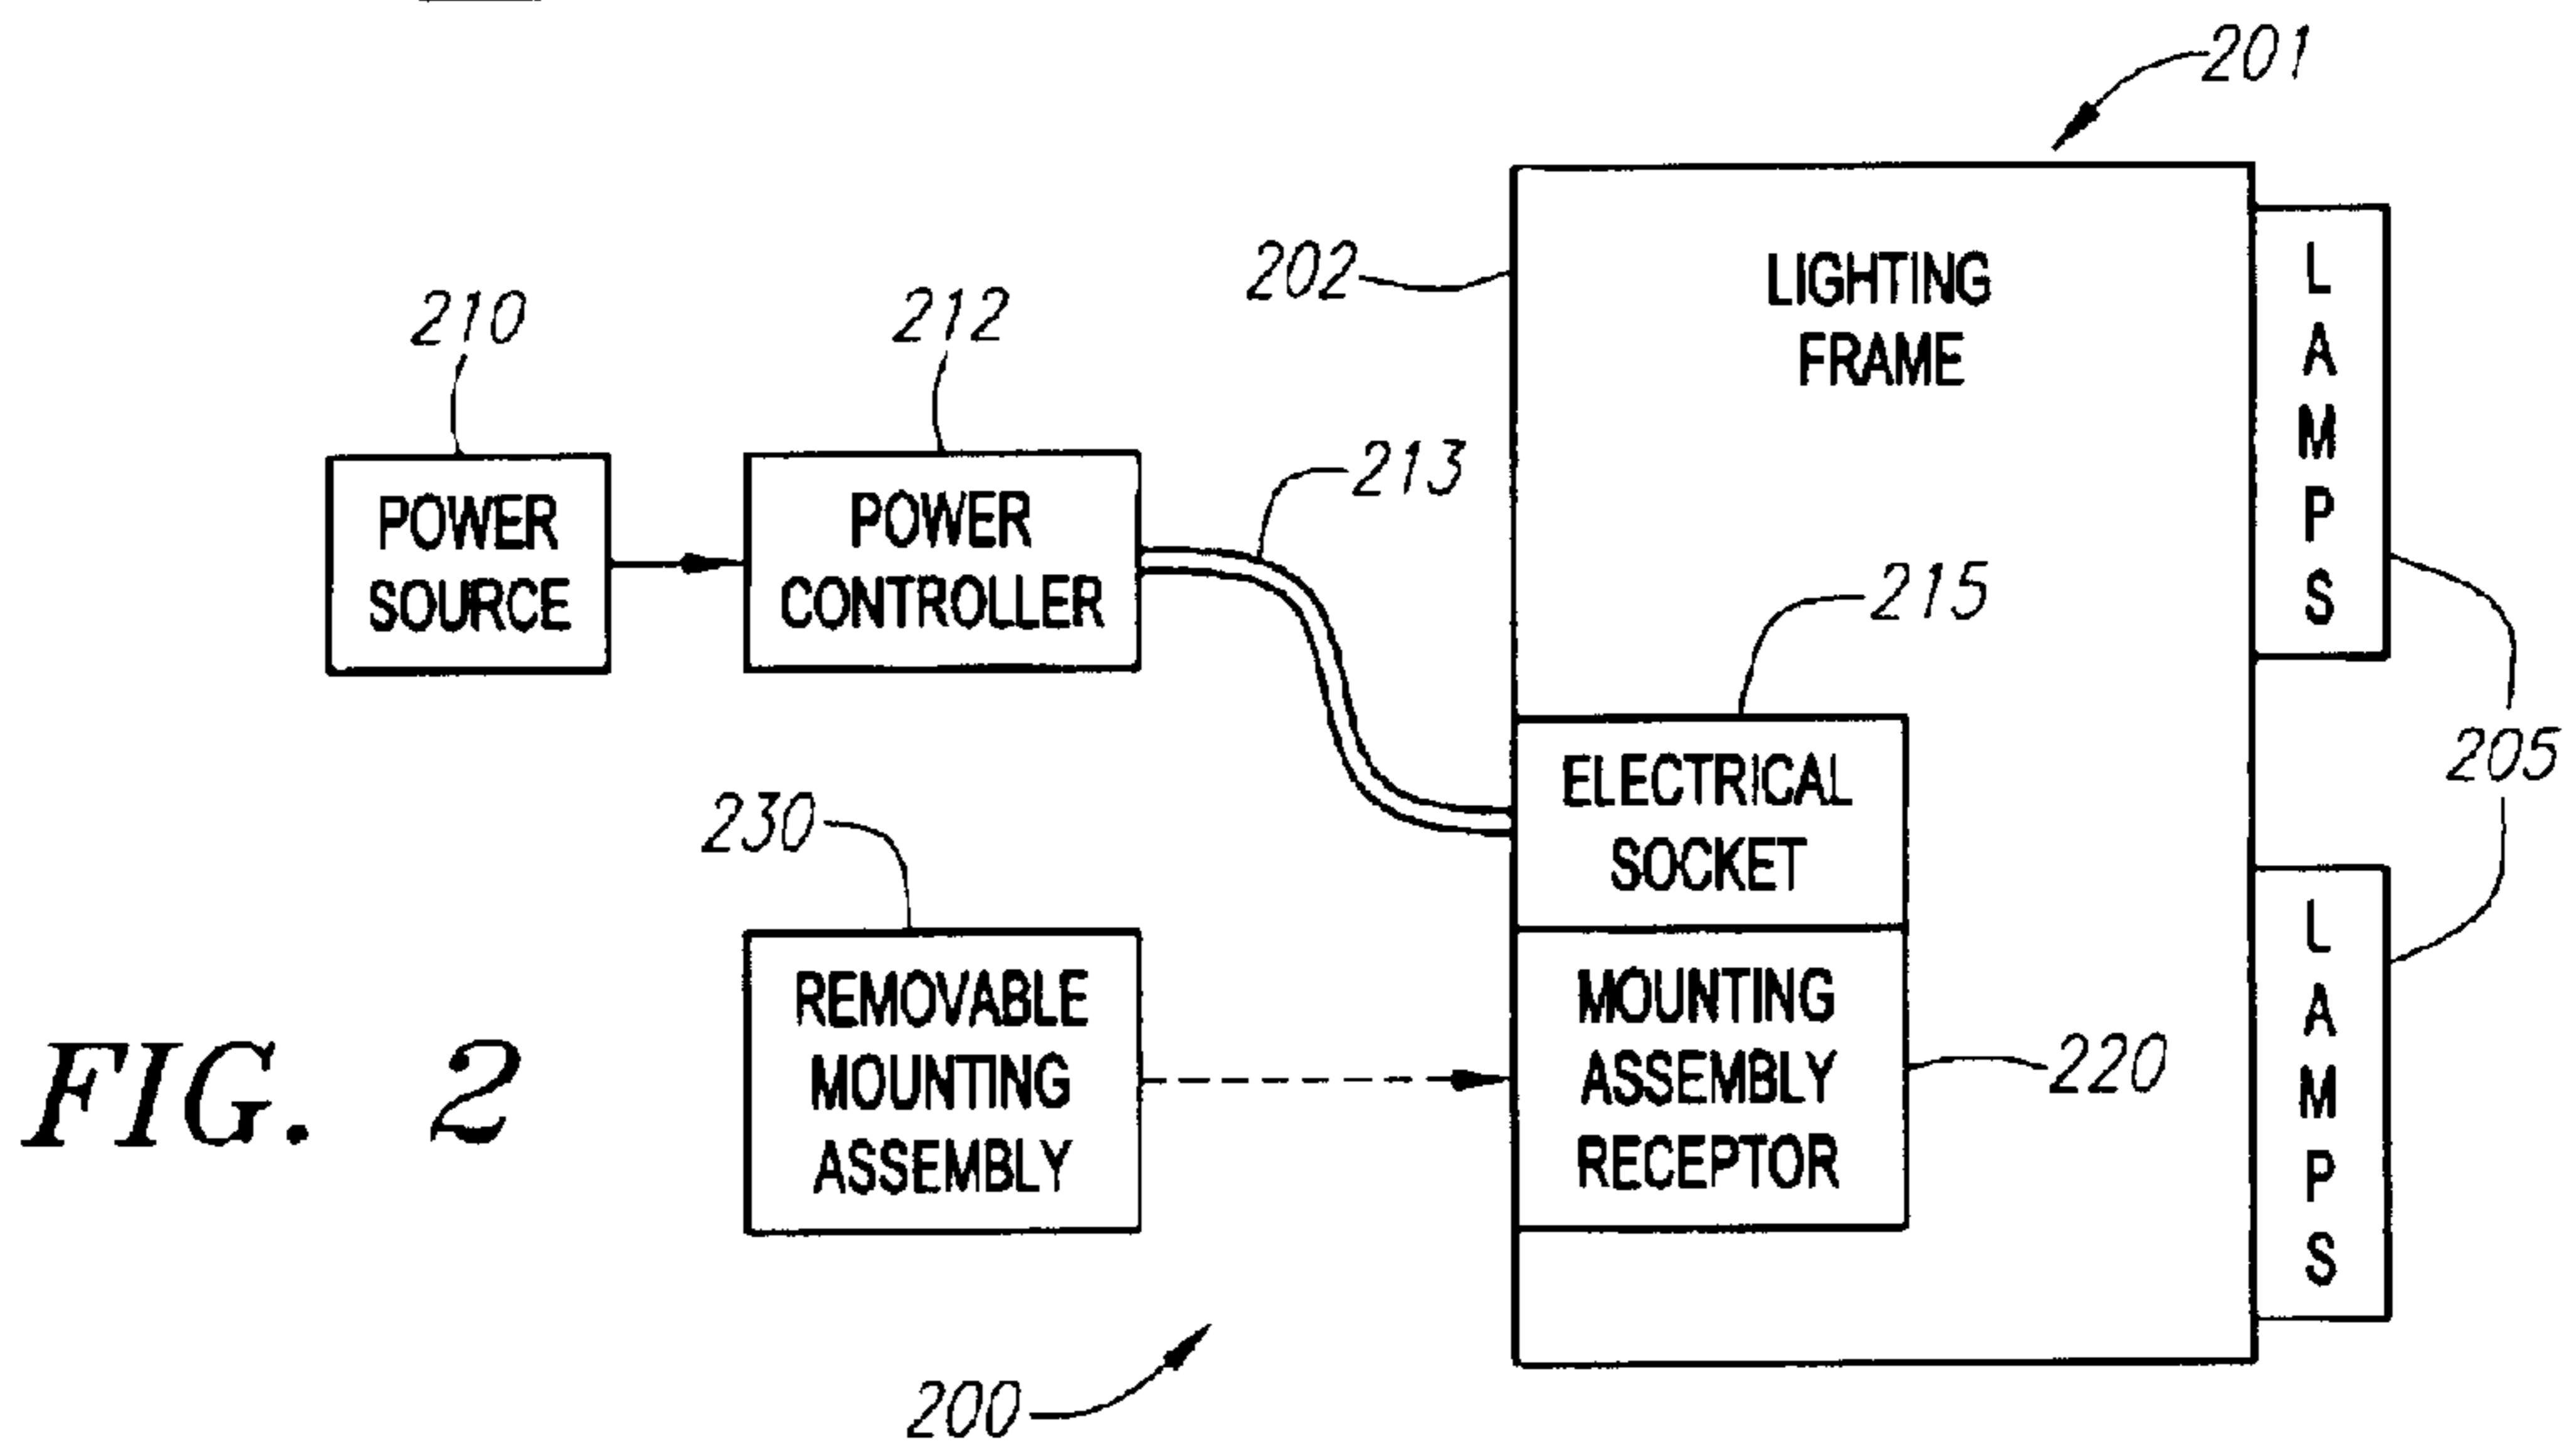 201
202
LIGHTING
FRAME
L
A
M
P
S
210
212
213
POWER
SOURCE
POWER
CONTROLLER
215
205
230
ELECTRICAL
SOCKET
REMOVABLE
MOUNTING
ASSEMBLY
MOUNTING
ASSEMBLY
RECEPTOR
220
L
A
M
P
S
FIG. 2
200